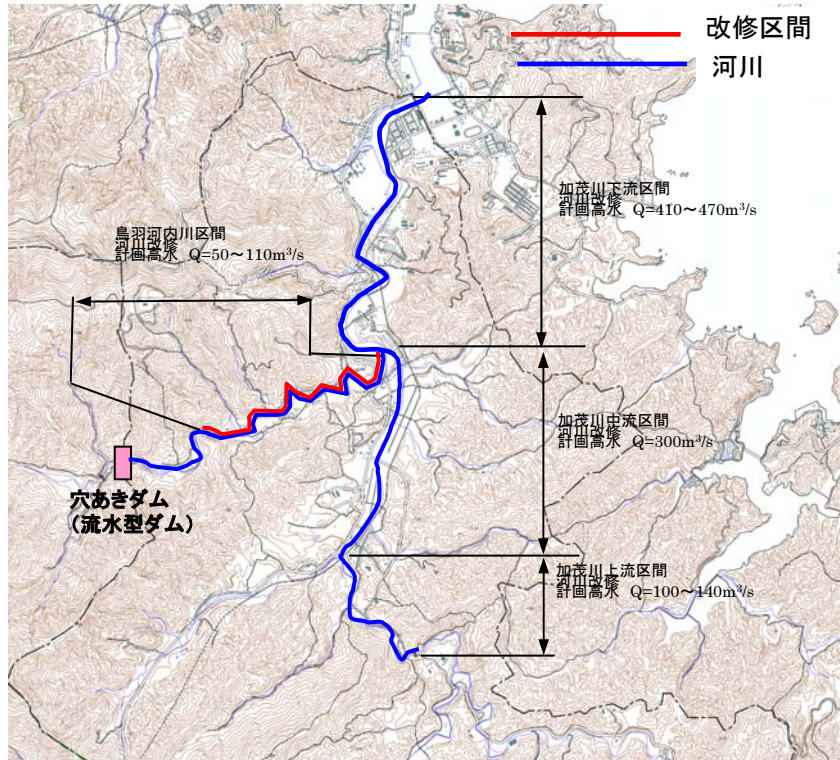 改修区間
河川
加茂川下流区間
河川改修
計画高水 Q=410～470m³/s
鳥羽河内川区間
河川改修
計画高水 Q=50～110m³/s
加茂川中流区間
河川改修
計画高水 Q=300m³/s
穴あきダム
（流水型ダム）
加茂川上流区間
河川改修
計画高水 Q=100～140m³/s